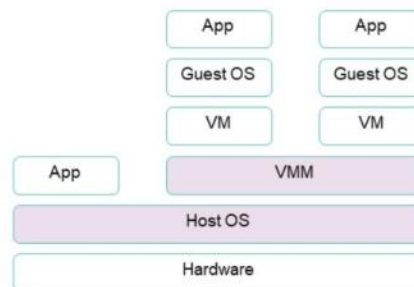 App App
Guest OS Guest OS
VM VM
App VMM
Host OS
Hardware